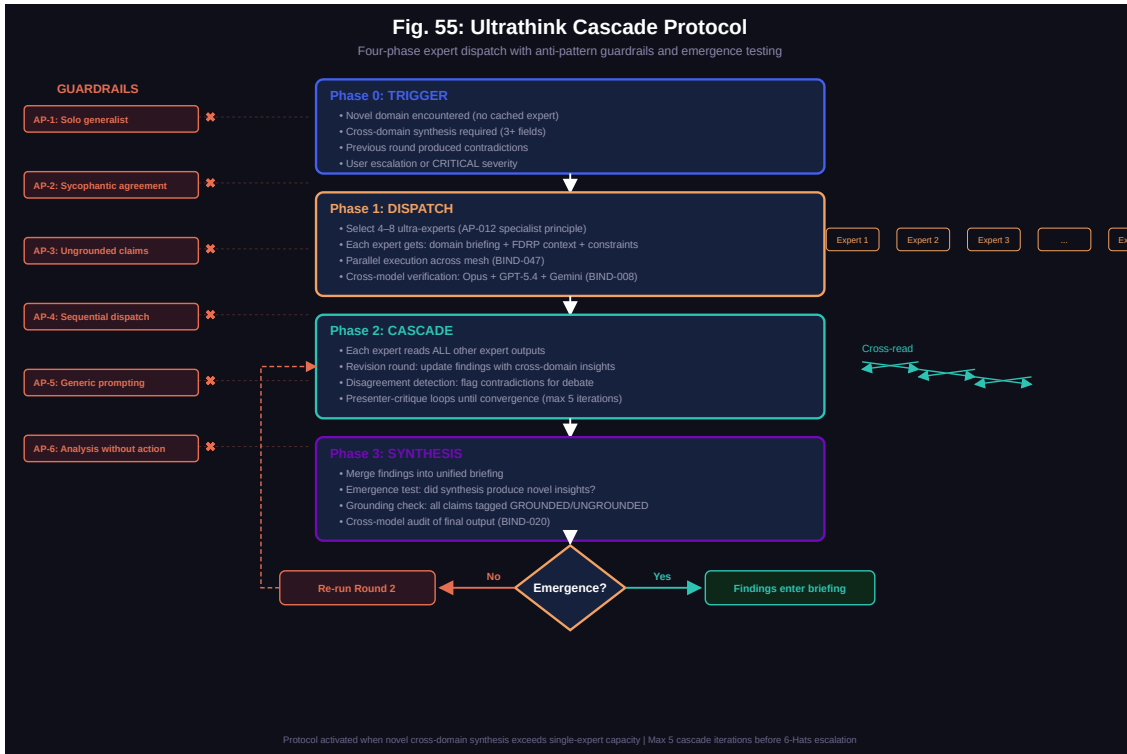 Fig. 55: Ultrathink Cascade Protocol
Four-phase expert dispatch with anti-pattern guardrails and emergence testing
GUARDRAILS
AP-1: Solo generalist
AP-2: Sycophantic agreement
AP-3: Ungrounded claims
AP-4: Sequential dispatch
AP-5: Generic prompting
AP-6: Analysis without action
Phase 0: TRIGGER
• Novel domain encountered (no cached expert)
• Cross-domain synthesis required (3+ fields)
• Previous round produced contradictions
• User escalation or CRITICAL severity
Phase 1: DISPATCH
• Select 4–8 ultra-experts (AP-012 specialist principle)
• Each expert gets: domain briefing + FDRP context + constraints
• Parallel execution across mesh (BIND-047)
• Cross-model verification: Opus + GPT-5.4 + Gemini (BIND-008)
Expert 1
Expert 2
Expert 3
...
Ex
Phase 2: CASCADE
• Each expert reads ALL other expert outputs
• Revision round: update findings with cross-domain insights
• Disagreement detection: flag contradictions for debate
• Presenter-critique loops until convergence (max 5 iterations)
Cross-read
Phase 3: SYNTHESIS
• Merge findings into unified briefing
• Emergence test: did synthesis produce novel insights?
• Grounding check: all claims tagged GROUNDED/UNGROUNDED
• Cross-model audit of final output (BIND-020)
Emergence?
No
Re-run Round 2
Yes
Findings enter briefing
Protocol activated when novel cross-domain synthesis exceeds single-expert capacity | Max 5 cascade iterations before 6-Hats escalation